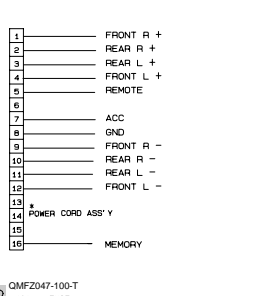 1 FRONT R +
2 REAR R +
3 REAR L +
4 FRONT L +
5 REMOTE
6
7 ACC
8 GND
9 FRONT R -
10 REAR R -
11 REAR L -
12 FRONT L -
13 *
14 POWER CORD ASS'Y
15
16 MEMORY
QMFZ047-100-T